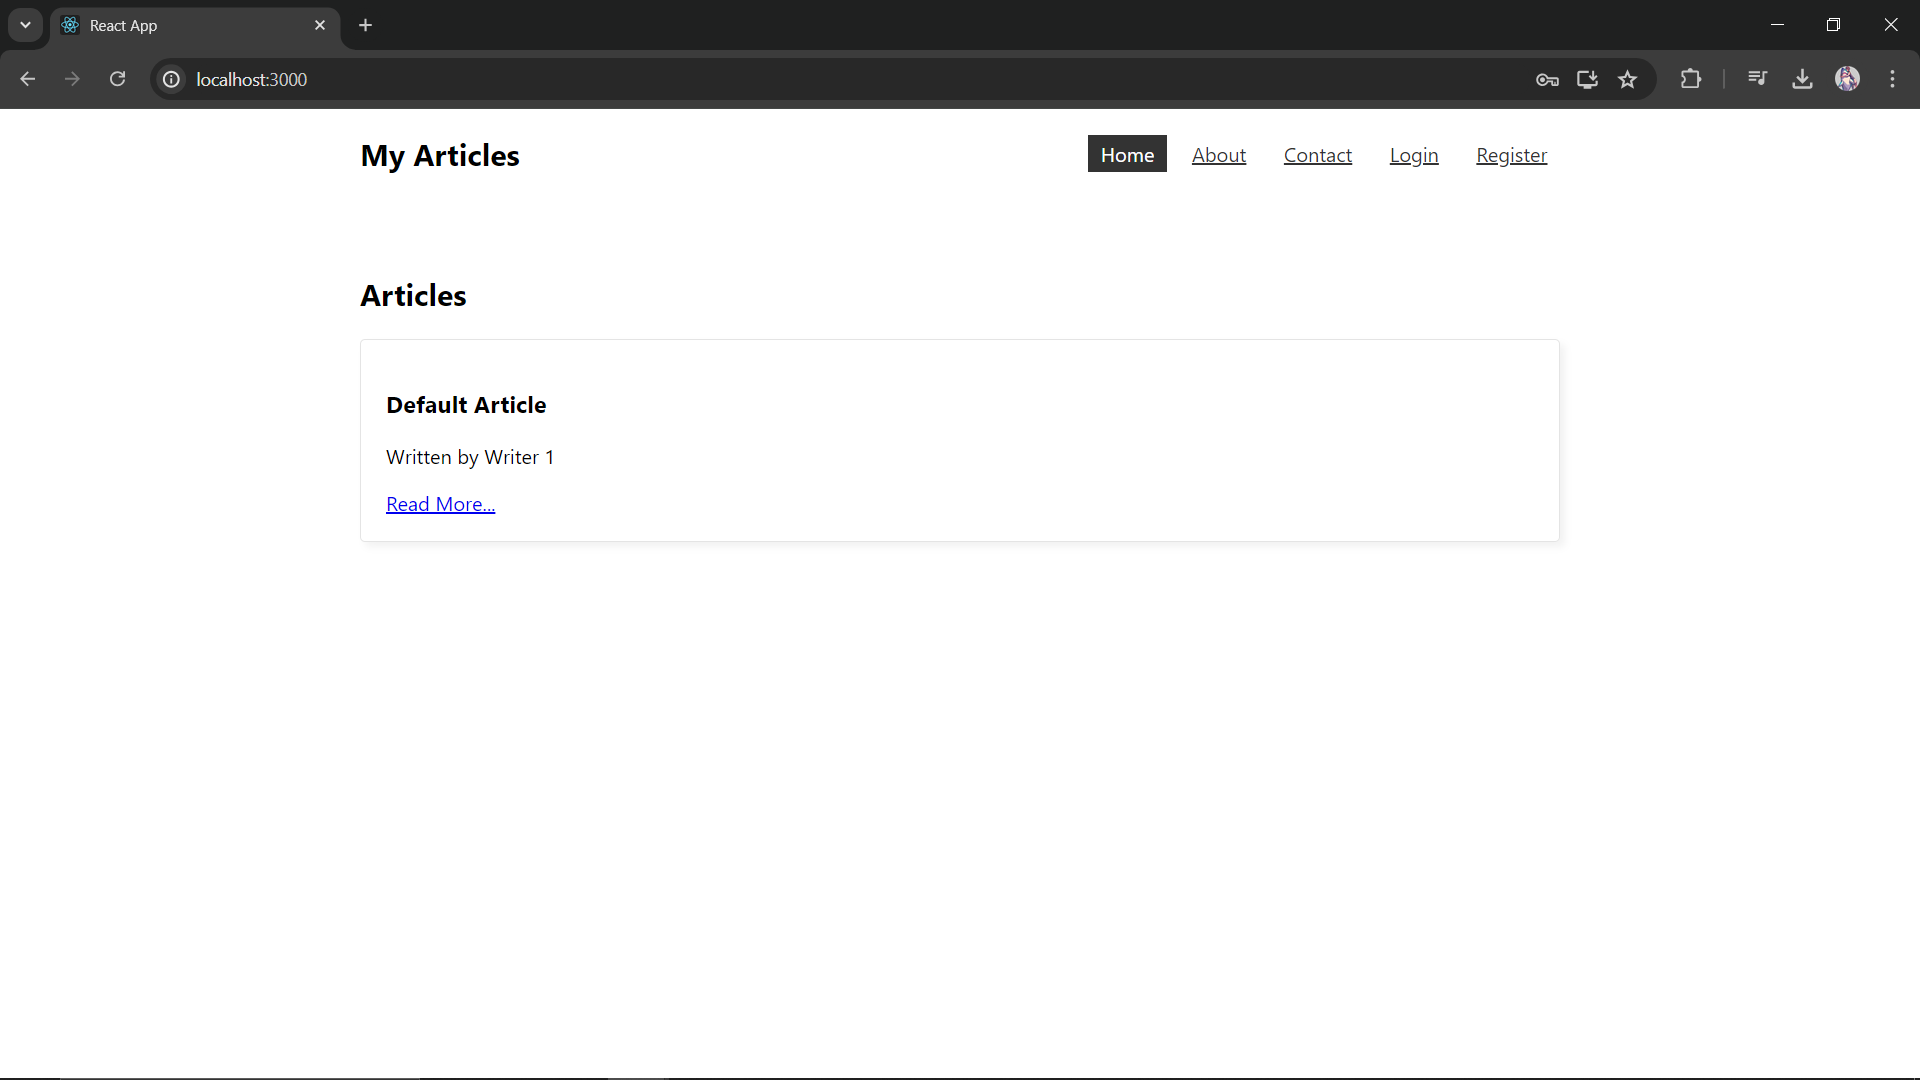 React App
localhost:3000
My Articles
Home About Contact Login Register
Articles
Default Article
Written by Writer 1
Read More...